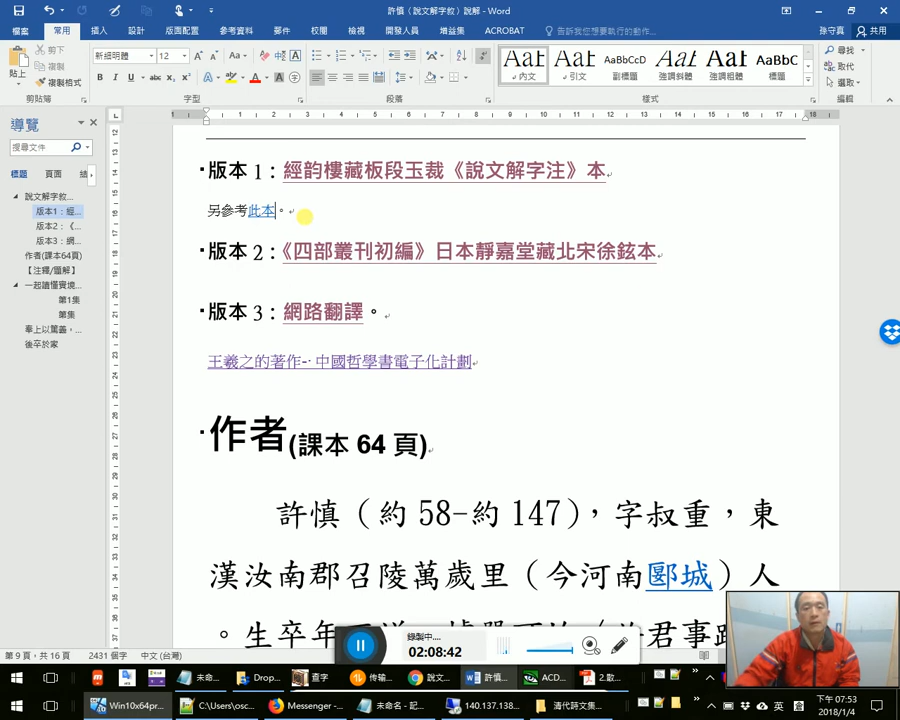 許慎〈說文解字敘〉說解 - Word
檔案 常用 插入 設計 版面配置 參考資料 郵件 校閱 檢視 開發人員 增益集 ACROBAT 告訴我您想要執行的動作... 孫守真 共用
貼上 剪下 複製 複製格式 剪貼簿
新細明體 12 字型 段落
AaI 內文 AaI 引文 AaBbCcD 副標題 AaI 強調斜體 AaI 強調粗體 AaBbC 標題 樣式
尋找 取代 選取 編輯
導覽
搜尋文件
標題 頁面 結
說文解字敘...
版本1：經...
版本2：《...
版本3：網...
作者(課本64頁)
【注釋/圖解】
一起讀懂實境...
第1集
第集
奉上以篤義，...
後卒於家
版本 1：經韵樓藏板段玉裁《說文解字注》本
另參考此本。
版本 2：《四部叢刊初編》日本靜嘉堂藏北宋徐鉉本
版本 3：網路翻譯。
王羲之的著作- 中國哲學書電子化計劃
作者(課本 64 頁)
許慎（約 58－約 147），字叔重，東
漢汝南郡召陵萬歲里（今河南郾城）人
。生卒年
錄製中....
02:08:42
第 9 頁，共 16 頁 2431 個字 中文 (台灣)
未命... Drop... 查字 傳輸... 說文... 許慎... ACD... 2.散...
Win10x64pr... C:\Users\osc... Messenger -... 未命名 - 記... 140.137.138... 清代詩文集...
英
下午 07:53
2018/1/4